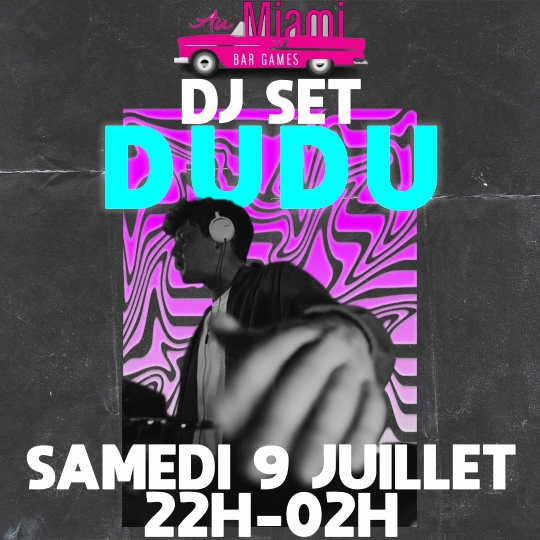 Au Miami
BAR GAMES
DJ SET
DUDU
SAMEDI 9 JUILLET
22H-02H